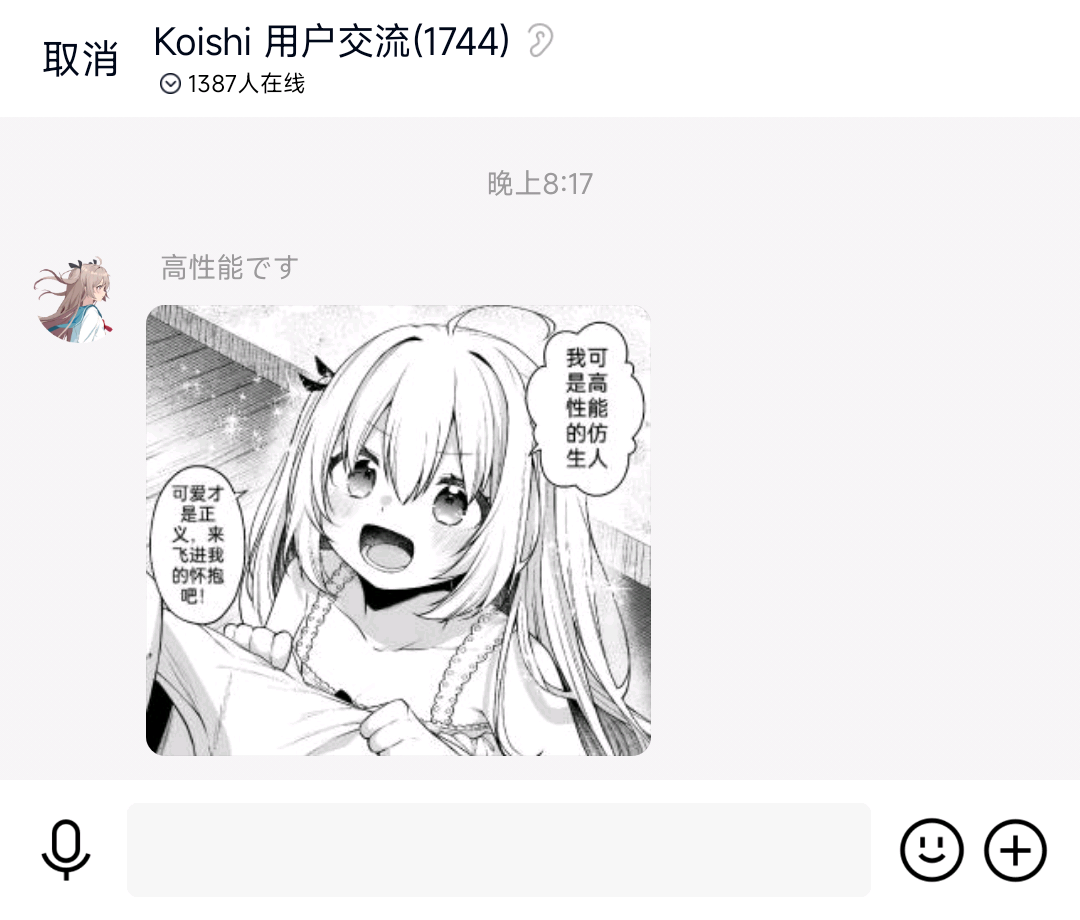 取消
Koishi 用户交流(1744)
1387人在线
晚上8:17
高性能です
可高能仿人
我是性的生
可爱才
是正
义，来
飞进我
的怀抱
吧！